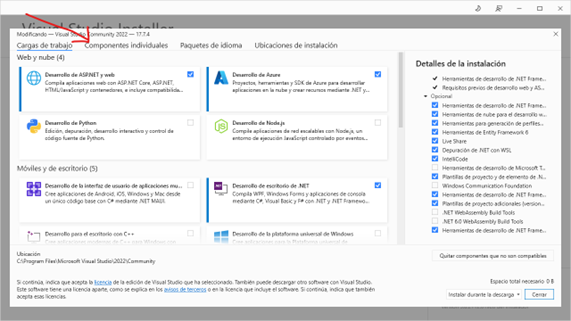 Visual Studio Installer
Modificando — Visual Studio Community 2022 — 17.7.4
Cargas de trabajo
Componentes individuales
Paquetes de idioma
Ubicaciones de instalación
Web y nube (4)
Desarrollo de ASP.NET y web
Compile aplicaciones web con ASP.NET Core, ASP.NET,
HTML/JavaScript y contenedores, e incluye compatibilida...
Desarrollo de Azure
Proyectos, herramientas y SDK de Azure para desarrollar
aplicaciones en la nube y crear recursos mediante .NET y...
Desarrollo de Python
Edición, depuración, desarrollo interactivo y control de
código fuente de Python.
Desarrollo de Node.js
Compile aplicaciones de red escalables con Node.js, un
entorno de ejecución JavaScript controlado por eventos...
Móviles y de escritorio (5)
Desarrollo de la interfaz de usuario de aplicaciones mu...
Cree aplicaciones de Android, iOS, Windows y Mac desde
un único código base con C# mediante .NET MAUI.
Desarrollo de escritorio de .NET
Compile WPF, Windows Forms y aplicaciones de consola
mediante C#, Visual Basic y F# con .NET y .NET Framewo...
Desarrollo para el escritorio con C++
Desarrollo de la plataforma universal de Windows
Detalles de la instalación
Herramientas de desarrollo de .NET Frame...
Requisitos previos de desarrollo web y AS...
Opcional
Herramientas de desarrollo de .NET Frame...
Herramientas de nube para el desarrollo w...
Herramientas para generación de perfiles...
Herramientas de Entity Framework 6
Live Share
Depuración de .NET con WSL
IntelliCode
Herramientas de desarrollo de Microsoft T...
Plantillas de proyecto y de elemento de .N...
Windows Communication Foundation
Herramientas de desarrollo de .NET Frame...
Plantillas de proyecto adicionales (version...
.NET WebAssembly Build Tools
.NET 6.0 WebAssembly Build Tools
Herramientas de desarrollo de .NET Frame...
Ubicación
C:\Program Files\Microsoft Visual Studio\2022\Community
Quitar componentes que no son compatibles
Si continúa, indica que acepta la licencia de la edición de Visual Studio que ha seleccionado. También puede descargar otro software con Visual Studio.
Este software tiene una licencia aparte, como se explica en los avisos de terceros o en la licencia que incluye el software. Si continúa, indica que también
acepta esas licencias.
Espacio total necesario 0 B
Instalar durante la descarga
Cerrar